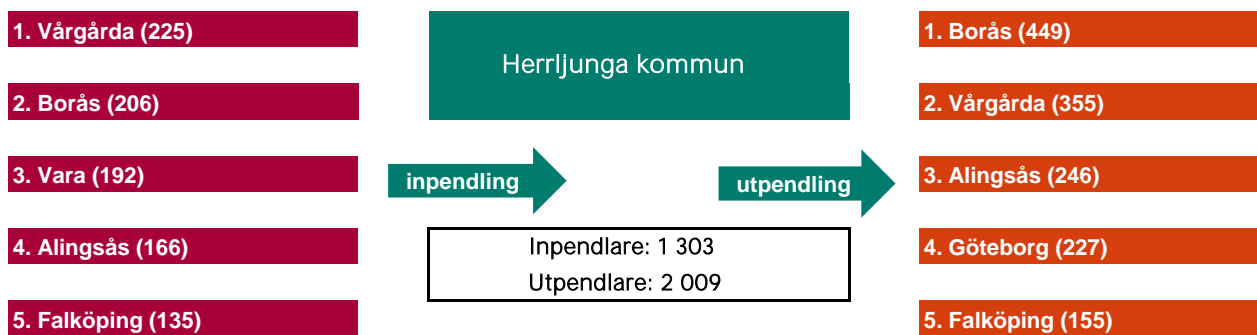 1. Vårgårda (225)
2. Borås (206)
3. Vara (192)
4. Alingsås (166)
5. Falköping (135)
Herrljunga kommun
inpendling
utpendling
Inpendlare: 1 303
Utpendlare: 2 009
1. Borås (449)
2. Vårgårda (355)
3. Alingsås (246)
4. Göteborg (227)
5. Falköping (155)